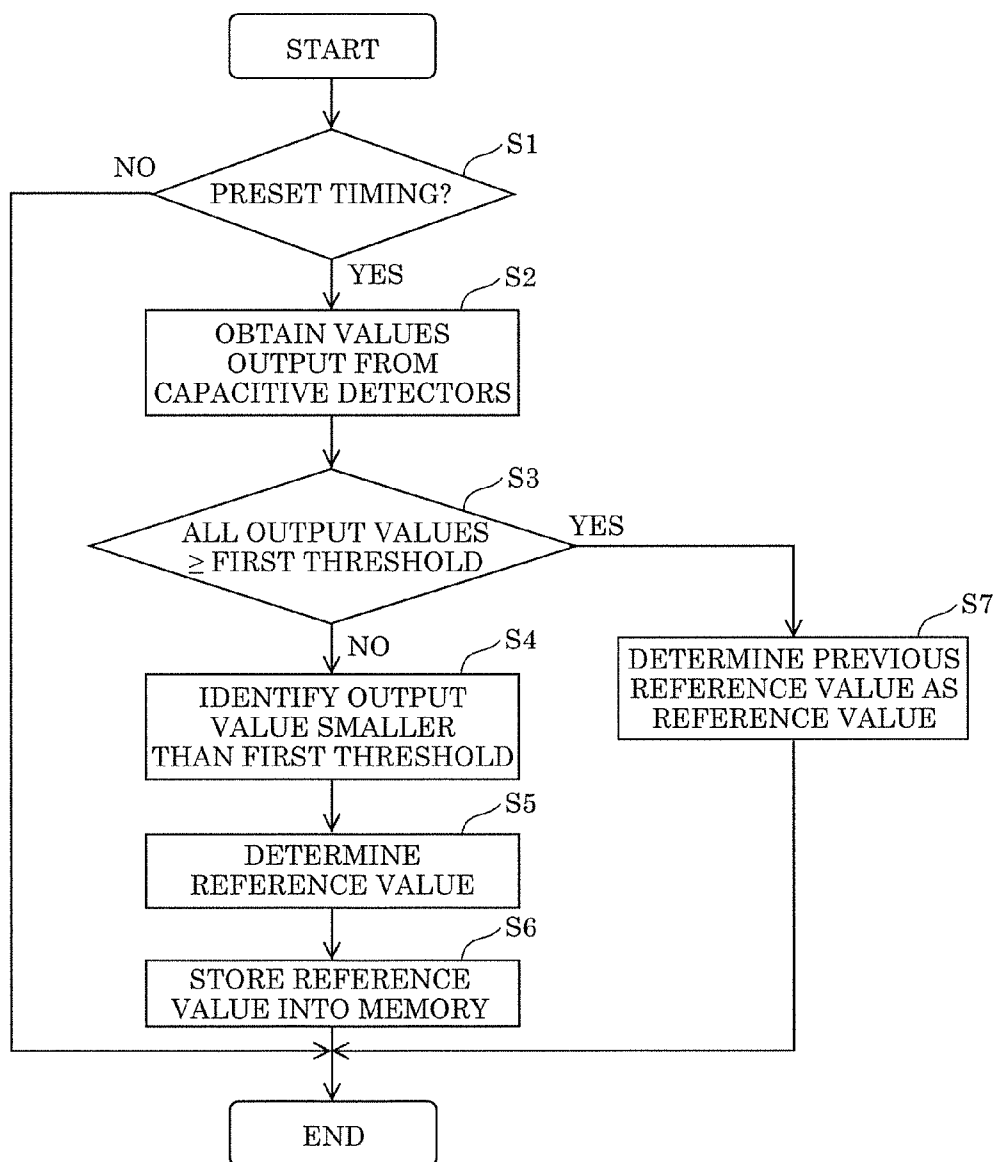 START
S1
NO
PRESET TIMING?
YES
S2
OBTAIN VALUES
OUTPUT FROM
CAPACITIVE DETECTORS
S3
ALL OUTPUT VALUES
≥ FIRST THRESHOLD
YES
NO
S4
IDENTIFY OUTPUT
VALUE SMALLER
THAN FIRST THRESHOLD
S7
DETERMINE PREVIOUS
REFERENCE VALUE AS
REFERENCE VALUE
S5
DETERMINE
REFERENCE VALUE
S6
STORE REFERENCE
VALUE INTO MEMORY
END